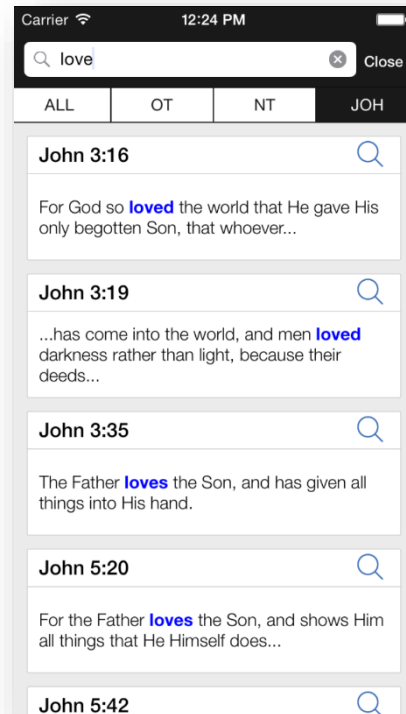 Carrier 12:24 PM
love Close
ALL OT NT JOH
John 3:16
For God so loved the world that He gave His
only begotten Son, that whoever...
John 3:19
...has come into the world, and men loved
darkness rather than light, because their
deeds...
John 3:35
The Father loves the Son, and has given all
things into His hand.
John 5:20
For the Father loves the Son, and shows Him
all things that He Himself does...
John 5:42